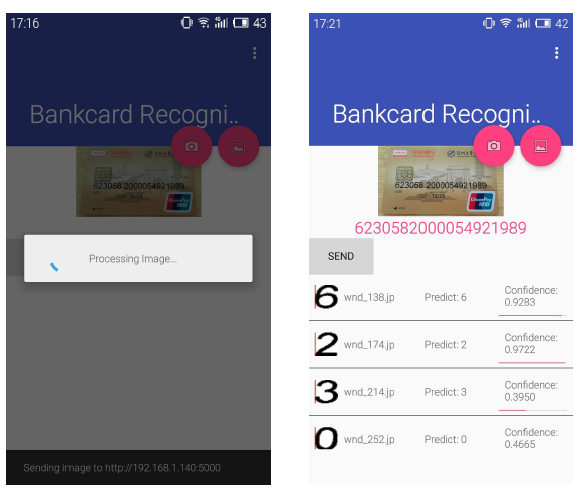 17:16
43
Bankcard Recogni..
623058 2000054921989
UnionPay
Processing Image...
Sending image to http://192.168.1.140:5000
17:21
42
Bankcard Recogni..
623058 2000054921989
UnionPay
6230582000054921989
SEND
6 wnd_138.jp Predict: 6 Confidence: 0.9283
2 wnd_174.jp Predict: 2 Confidence: 0.9722
3 wnd_214.jp Predict: 3 Confidence: 0.3950
0 wnd_252.jp Predict: 0 Confidence: 0.4665